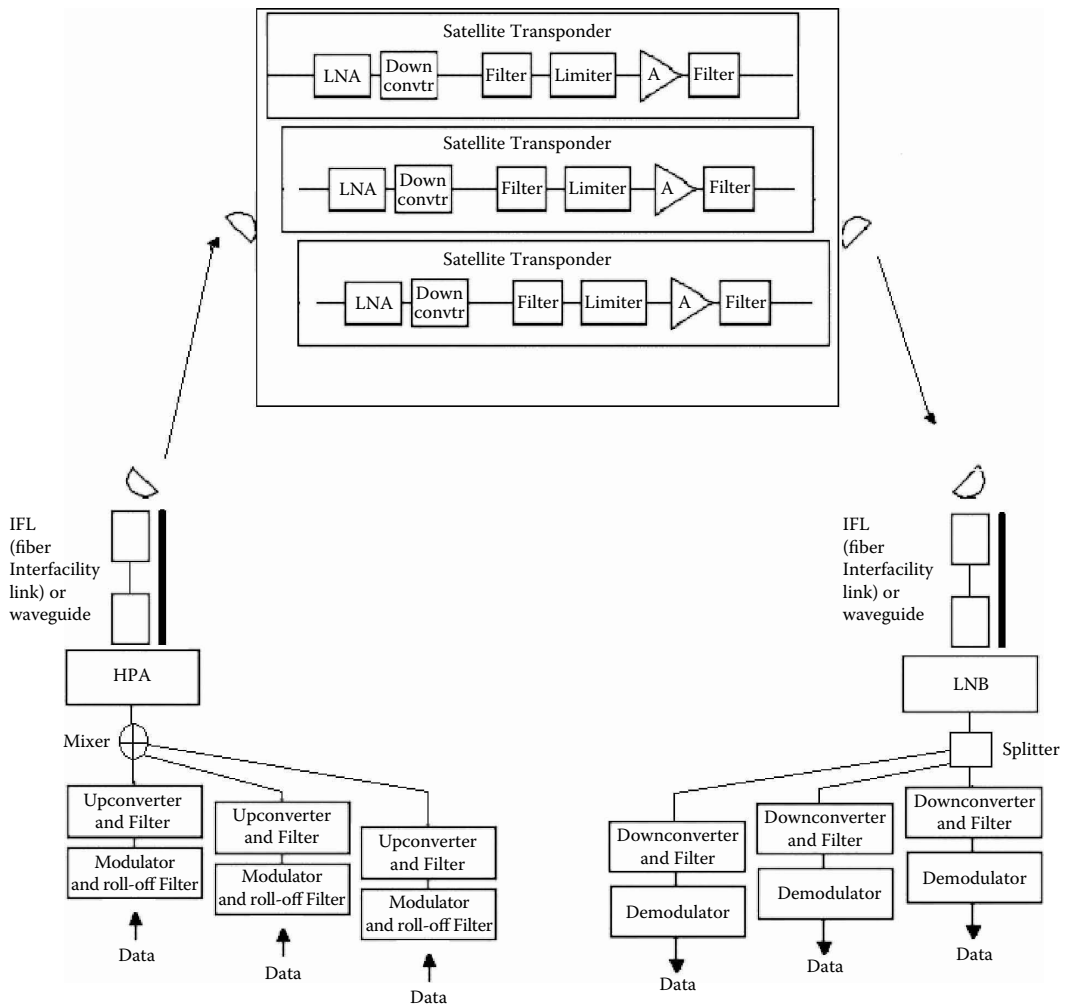 Satellite Transponder
LNA
Down
convtr
Filter
Limiter
A
Filter
Satellite Transponder
LNA
Down
convtr
Filter
Limiter
A
Filter
Satellite Transponder
LNA
Down
convtr
Filter
Limiter
A
Filter
IFL
(fiber
Interfacility
link) or
waveguide
HPA
Mixer
Upconverter
and Filter
Modulator
and roll-off Filter
Data
Upconverter
and Filter
Modulator
and roll-off Filter
Data
Upconverter
and Filter
Modulator
and roll-off Filter
Data
IFL
(fiber
Interfacility
link) or
waveguide
LNB
Splitter
Downconverter
and Filter
Demodulator
Data
Downconverter
and Filter
Demodulator
Data
Downconverter
and Filter
Demodulator
Data